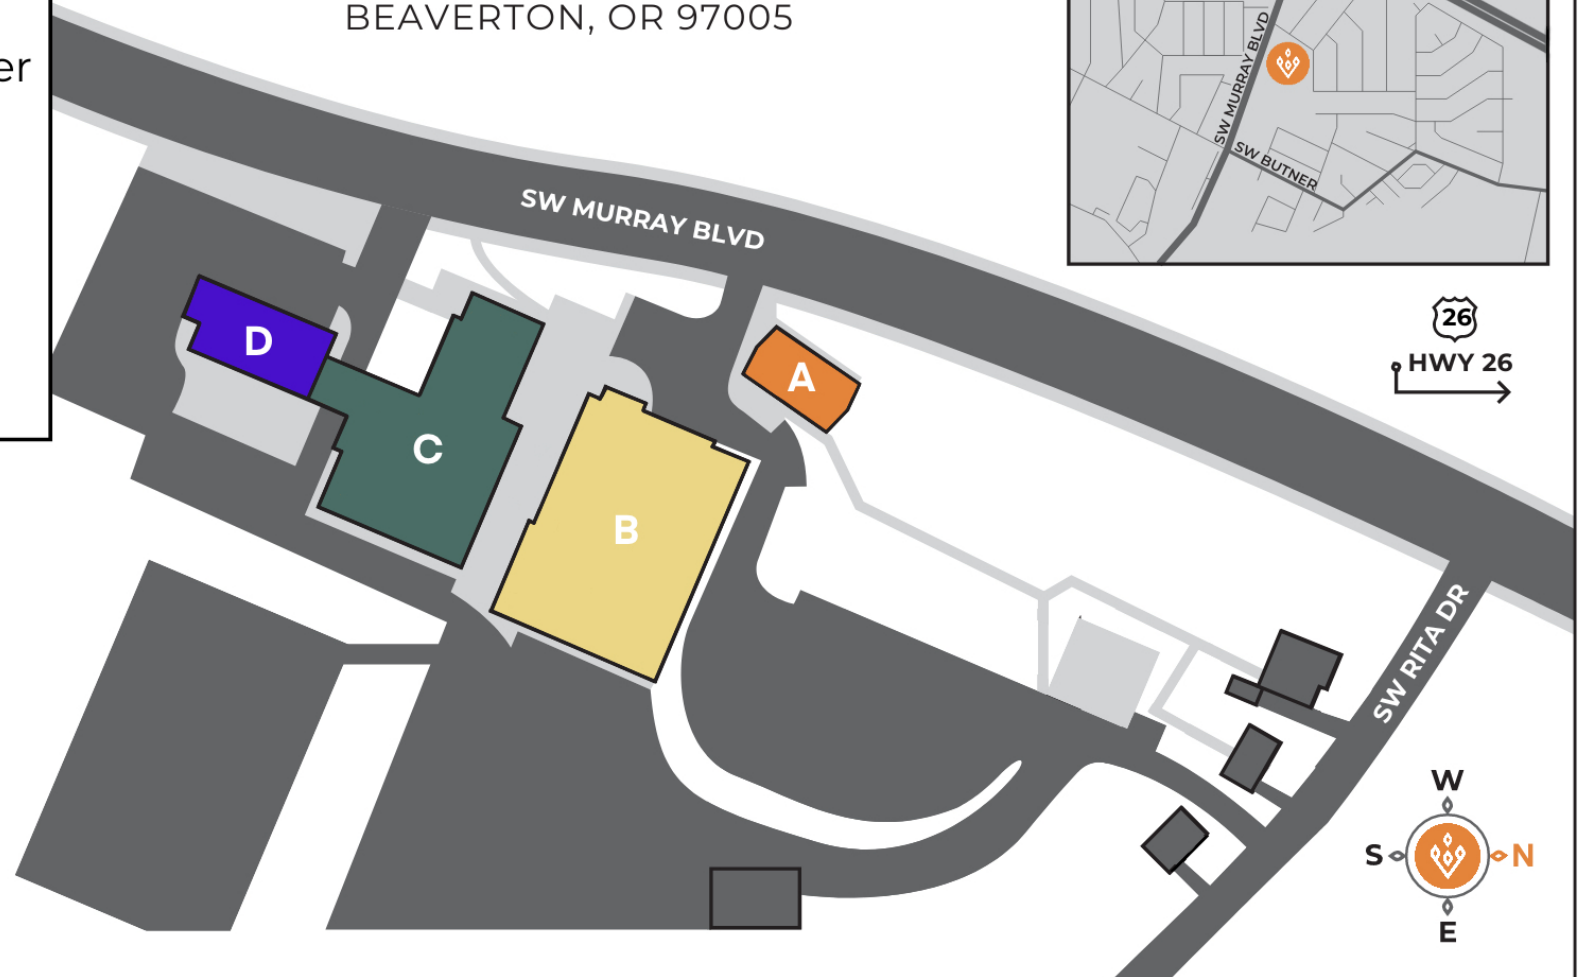 BEAVERTON, OR 97005
er
SW MURRAY BLVD
SW BUTNER
SW MURRAY BLVD
26
HWY 26
D
A
C
B
SW RITA DR
W
S
N
E